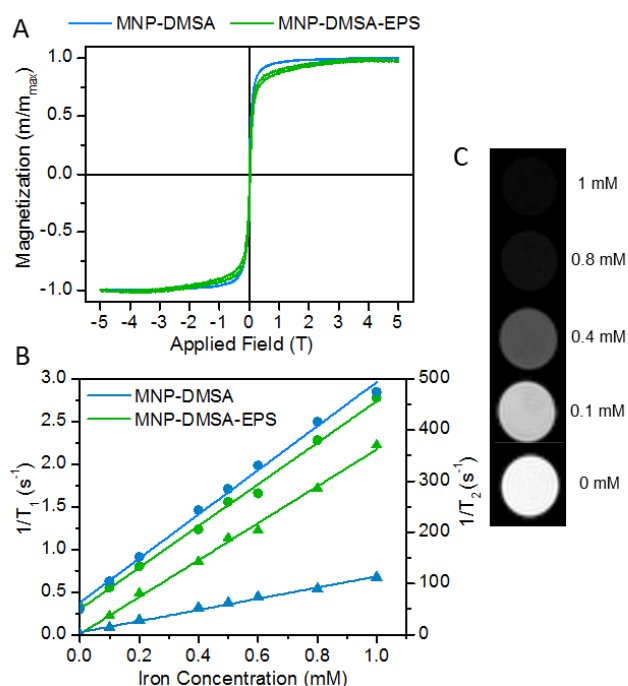 A
MNP-DMSA MNP-DMSA-EPS
Magnetization (m/mmax)
1.0
0.5
0.0
-0.5
-1.0
-5 -4 -3 -2 -1 0 1 2 3 4 5
Applied Field (T)
C
1 mM
0.8 mM
0.4 mM
0.1 mM
0 mM
B
MNP-DMSA
MNP-DMSA-EPS
1/T1 (s-1)
3.0
2.5
2.0
1.5
1.0
0.5
0.0
500
400
300
200
100
0
1/T2 (s-1)
0.0 0.2 0.4 0.6 0.8 1.0
Iron Concentration (mM)